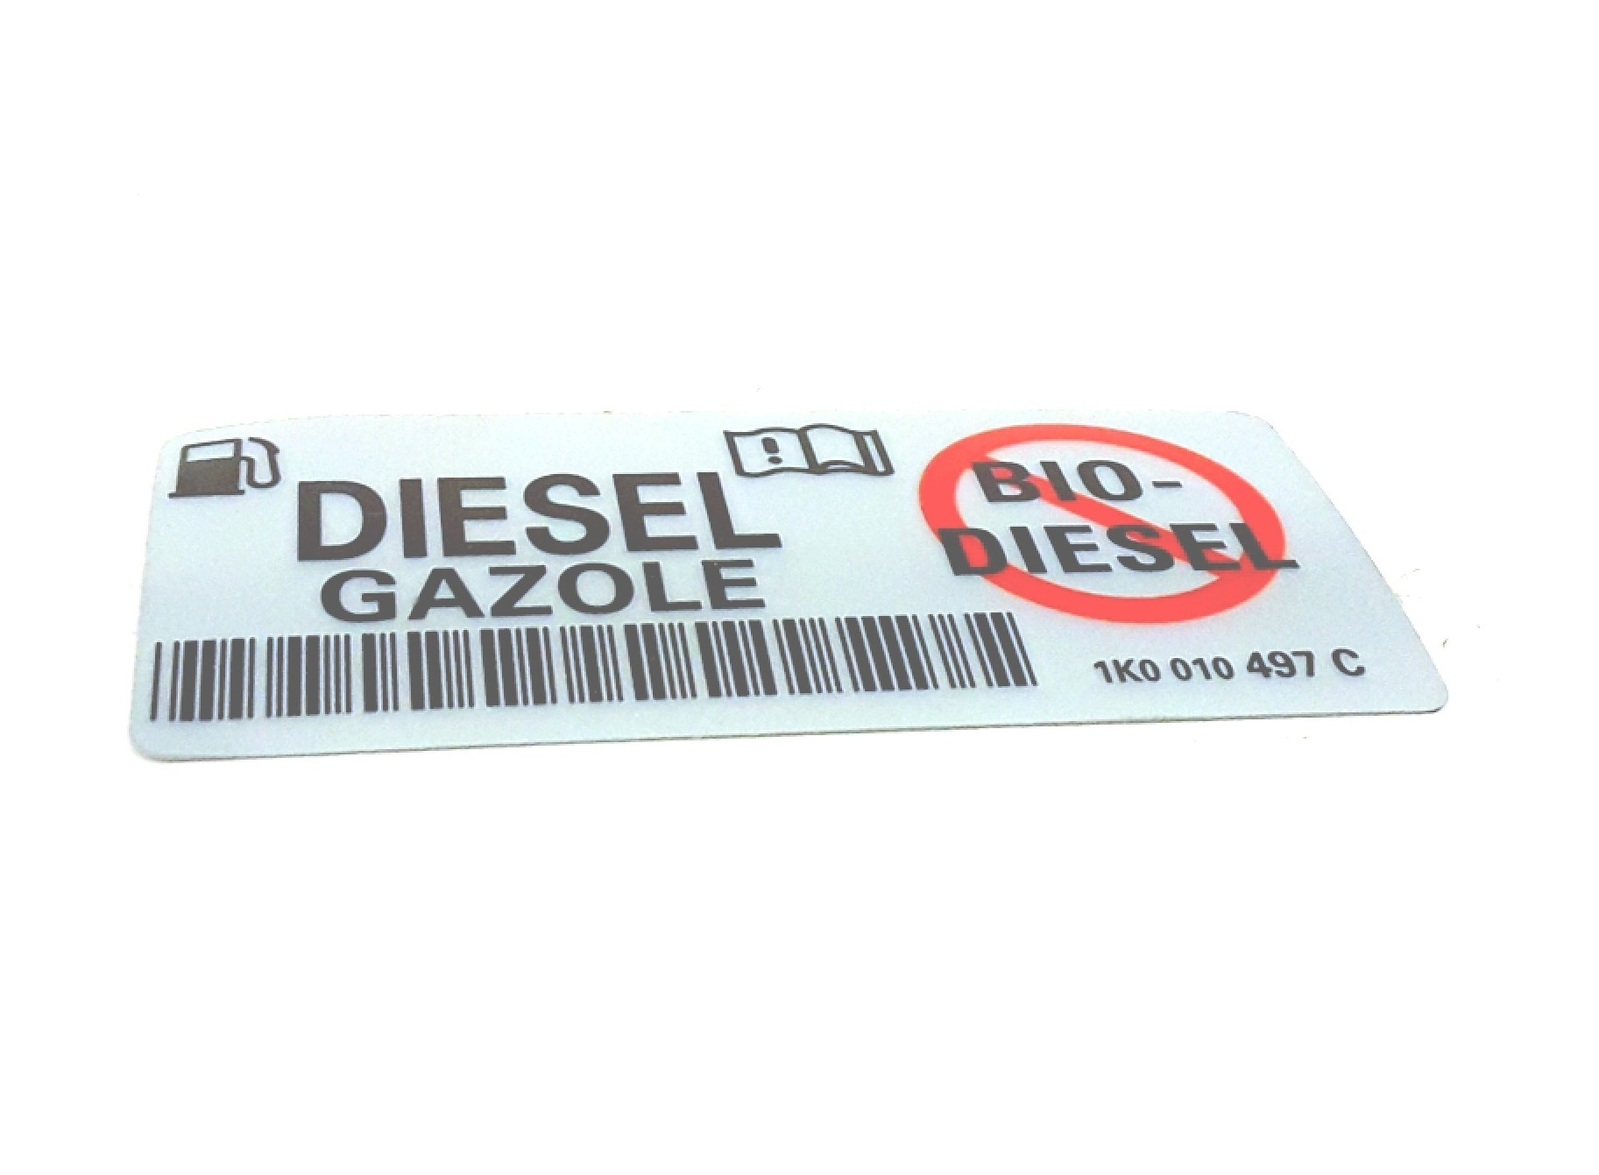 DIESEL
GAZOLE
BIO-
DIESEL
1K0 010 497 C